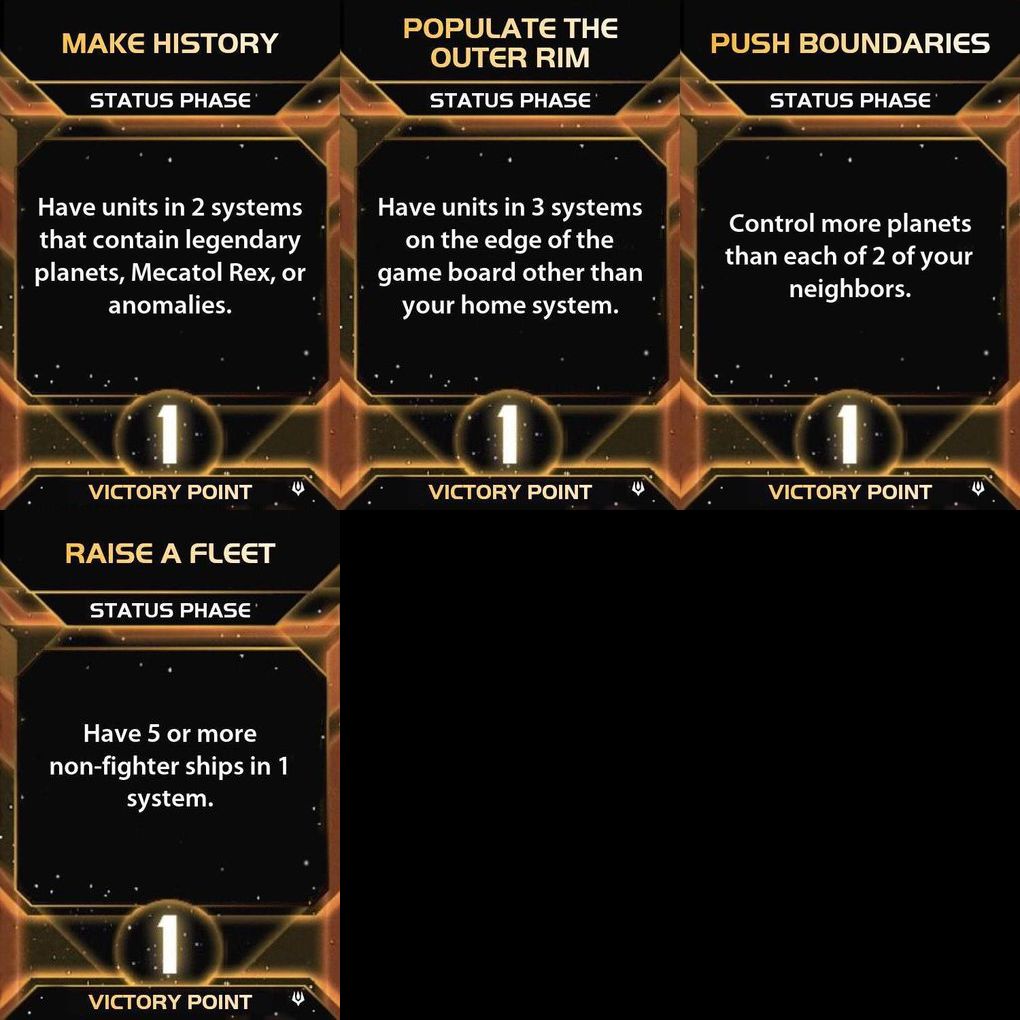 MAKE HISTORY
STATUS PHASE
Have units in 2 systems
that contain legendary
planets, Mecatol Rex, or
anomalies.
1
VICTORY POINT
POPULATE THE
OUTER RIM
STATUS PHASE
Have units in 3 systems
on the edge of the
game board other than
your home system.
1
VICTORY POINT
PUSH BOUNDARIES
STATUS PHASE
Control more planets
than each of 2 of your
neighbors.
1
VICTORY POINT
RAISE A FLEET
STATUS PHASE
Have 5 or more
non-fighter ships in 1
system.
1
VICTORY POINT